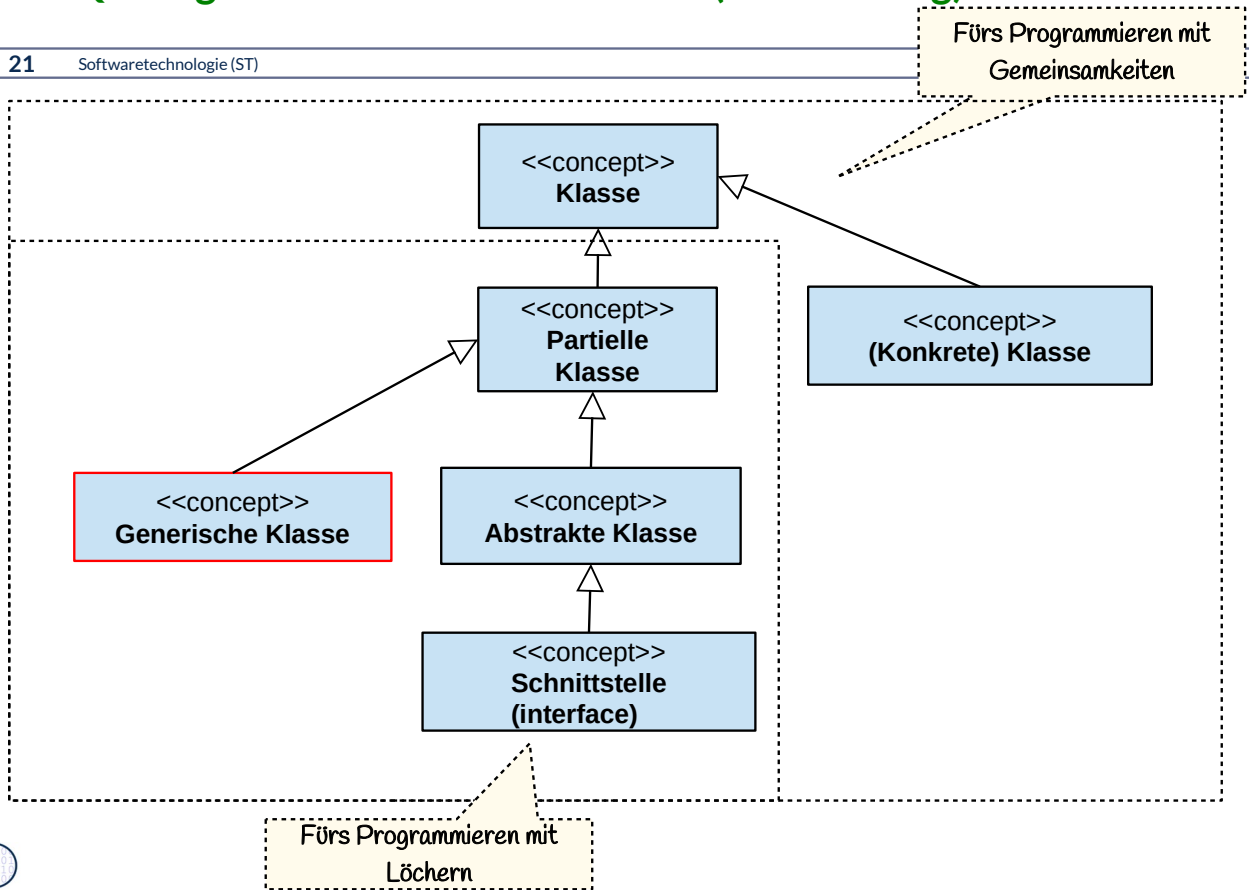 21 Softwaretechnologie (ST)
Fürs Programmieren mit
Gemeinsamkeiten
<<concept>>
Klasse
<<concept>>
Partielle
Klasse
<<concept>>
(Konkrete) Klasse
<<concept>>
Generische Klasse
<<concept>>
Abstrakte Klasse
<<concept>>
Schnittstelle
(interface)
Fürs Programmieren mit
Löchern